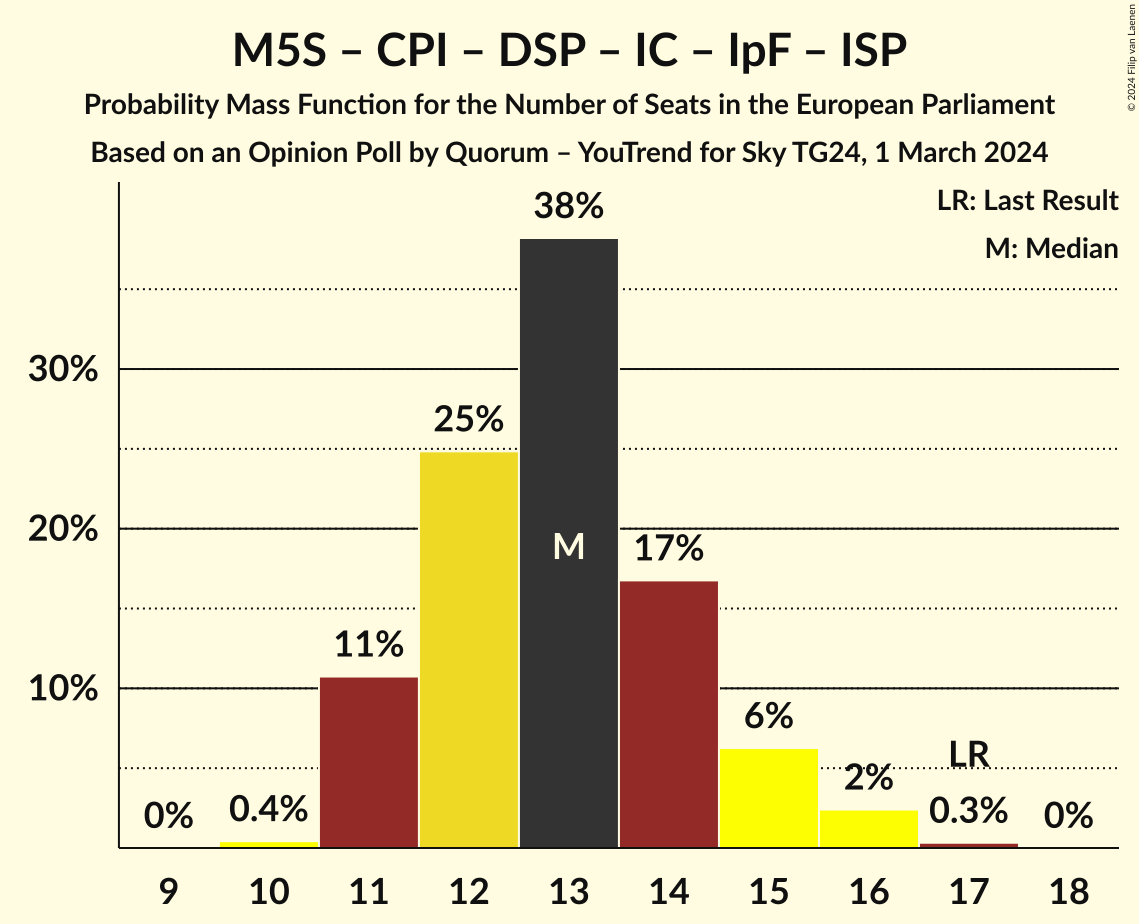 M5S – CPI – DSP – IC – IpF – ISP
Probability Mass Function for the Number of Seats in the European Parliament
Based on an Opinion Poll by Quorum – YouTrend for Sky TG24, 1 March 2024
© 2024 Filip van Laenen
LR: Last Result
M: Median
38%
30%
25%
20%
M
17%
11%
10%
6%
LR
2%
0%
0.4%
0.3%
0%
9
10
11
12
13
14
15
16
17
18